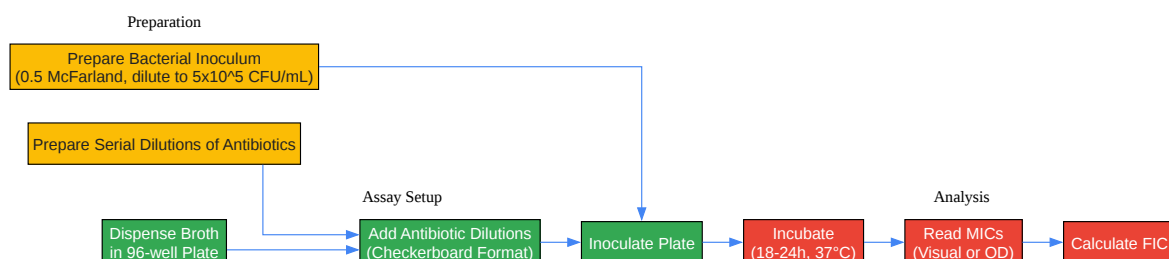 Preparation
Prepare Bacterial Inoculum
(0.5 McFarland, dilute to 5x10^5 CFU/mL)
Prepare Serial Dilutions of Antibiotics
Assay Setup
Analysis
Dispense Broth
in 96-well Plate
Add Antibiotic Dilutions
(Checkerboard Format)
Inoculate Plate
Incubate
(18-24h, 37°C)
Read MICs
(Visual or OD)
Calculate FIC